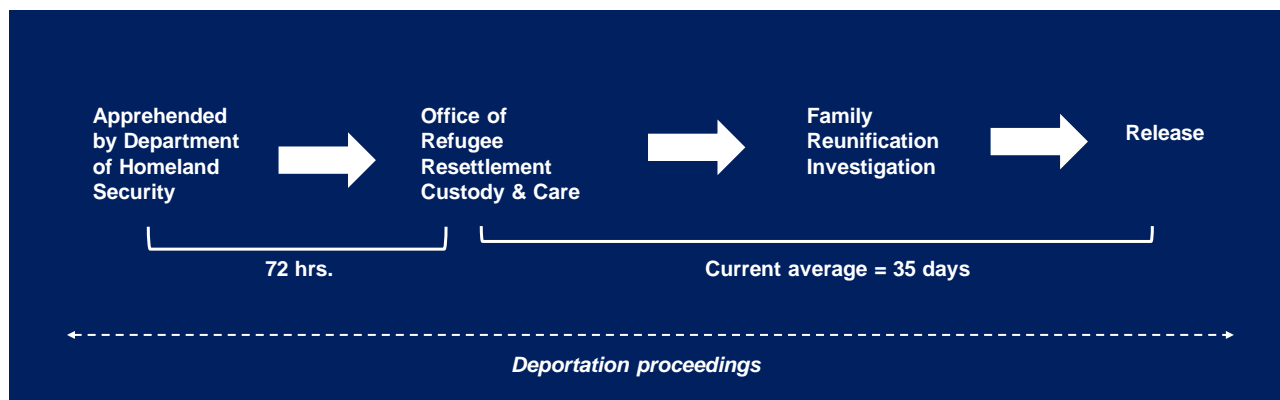 Apprehended
by Department
of Homeland
Security
Office of
Refugee
Resettlement
Custody & Care
Family
Reunification
Investigation
Release
72 hrs.
Current average = 35 days
Deportation proceedings